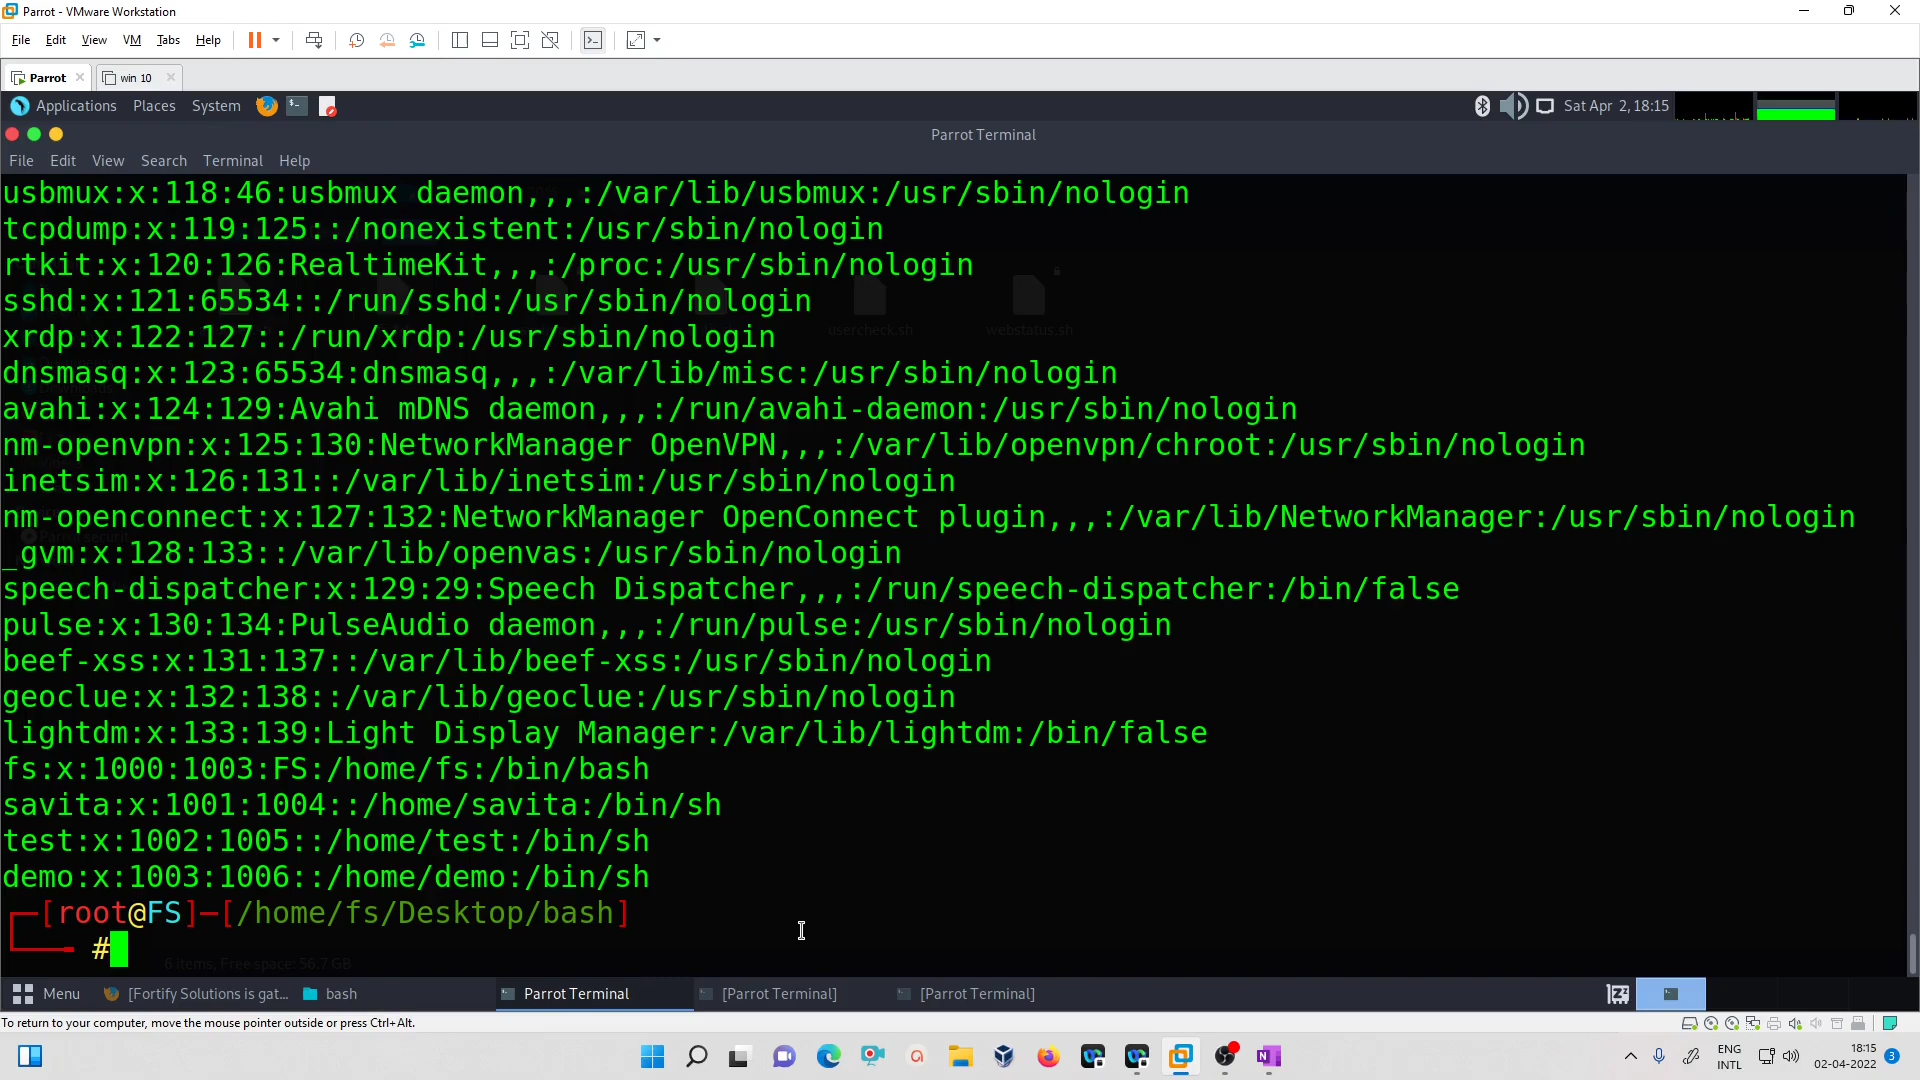 Parrot - VMware Workstation
File Edit View VM Tabs Help
Parrot win 10
Applications Places System Sat Apr 2, 18:15
Parrot Terminal
File Edit View Search Terminal Help
usbmux:x:118:46:usbmux daemon,,,:/var/lib/usbmux:/usr/sbin/nologin
tcpdump:x:119:125::/nonexistent:/usr/sbin/nologin
rtkit:x:120:126:RealtimeKit,,,:/proc:/usr/sbin/nologin
sshd:x:121:65534::/run/sshd:/usr/sbin/nologin
usercheck.sh webstatus.sh
xrdp:x:122:127::/run/xrdp:/usr/sbin/nologin
dnsmasq:x:123:65534:dnsmasq,,,:/var/lib/misc:/usr/sbin/nologin
avahi:x:124:129:Avahi mDNS daemon,,,:/run/avahi-daemon:/usr/sbin/nologin
nm-openvpn:x:125:130:NetworkManager OpenVPN,,,:/var/lib/openvpn/chroot:/usr/sbin/nologin
inetsim:x:126:131::/var/lib/inetsim:/usr/sbin/nologin
nm-openconnect:x:127:132:NetworkManager OpenConnect plugin,,,:/var/lib/NetworkManager:/usr/sbin/nologin
_gvm:x:128:133::/var/lib/openvas:/usr/sbin/nologin
speech-dispatcher:x:129:29:Speech Dispatcher,,,:/run/speech-dispatcher:/bin/false
pulse:x:130:134:PulseAudio daemon,,,:/run/pulse:/usr/sbin/nologin
beef-xss:x:131:137::/var/lib/beef-xss:/usr/sbin/nologin
geoclue:x:132:138::/var/lib/geoclue:/usr/sbin/nologin
lightdm:x:133:139:Light Display Manager:/var/lib/lightdm:/bin/false
fs:x:1000:1003:FS:/home/fs:/bin/bash
savita:x:1001:1004::/home/savita:/bin/sh
test:x:1002:1005::/home/test:/bin/sh
demo:x:1003:1006::/home/demo:/bin/sh
[root@FS]─[/home/fs/Desktop/bash]
#
6 items, Free space: 56.7 GB
Menu [Fortify Solutions is gat... bash Parrot Terminal [Parrot Terminal] [Parrot Terminal]
To return to your computer, move the mouse pointer outside or press Ctrl+Alt.
ENG 18:15
INTL 02-04-2022 3